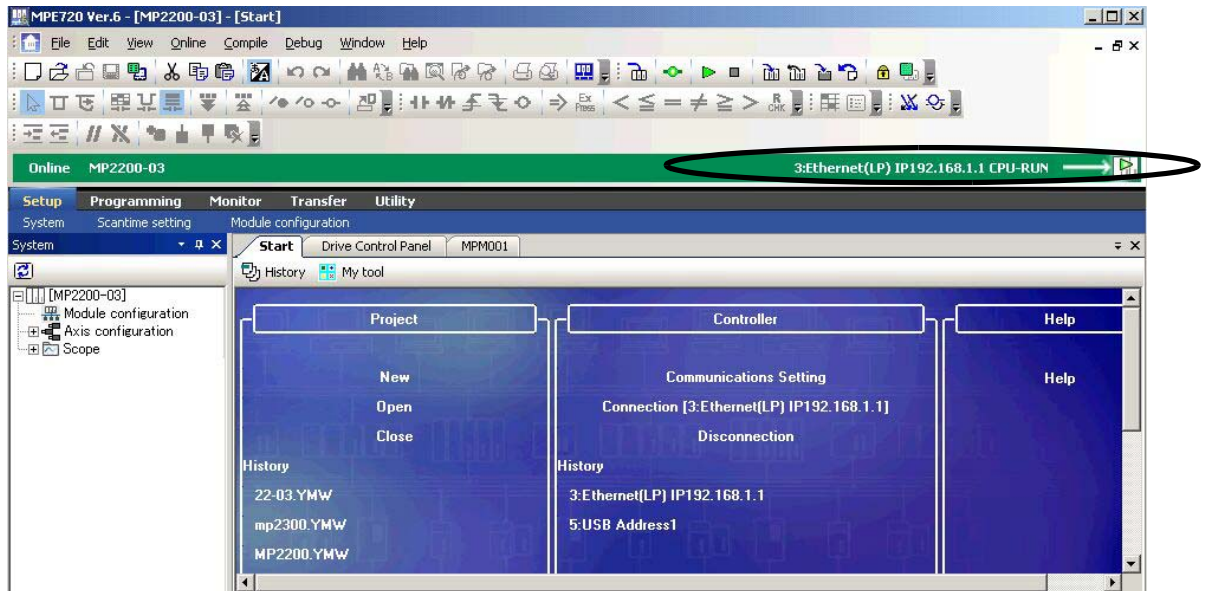 MPE720 Ver.6 - [MP2200-03] - [Start]
File Edit View Online Compile Debug Window Help
Ex Press R CHK
Online MP2200-03 3:Ethernet(LP) IP192.168.1.1 CPU-RUN
Setup Programming Monitor Transfer Utility
System Scantime setting Module configuration
System Start Drive Control Panel MPM001
History My tool
[MP2200-03]
Module configuration
Axis configuration
Scope
Project Controller Help
New Communications Setting Help
Open Connection [3:Ethernet(LP) IP192.168.1.1]
Close Disconnection
History History
22-03.YMW 3:Ethernet(LP) IP192.168.1.1
mp2300.YMW 5:USB Address1
MP2200.YMW